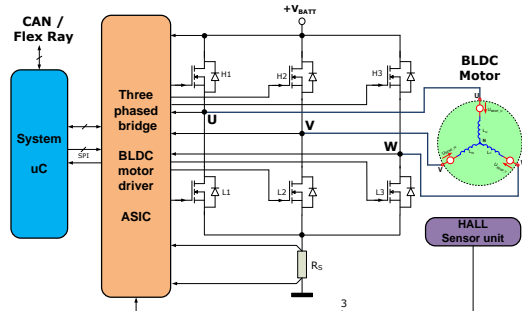 CAN /
Flex Ray
+VBATT
H1
H2
H3
BLDC
Motor
Three
phased
bridge
BLDC
motor
driver
ASIC
System
uC
SPI
U
V
W
U
N
V
L1
L2
L3
HALL
Sensor unit
RS
3